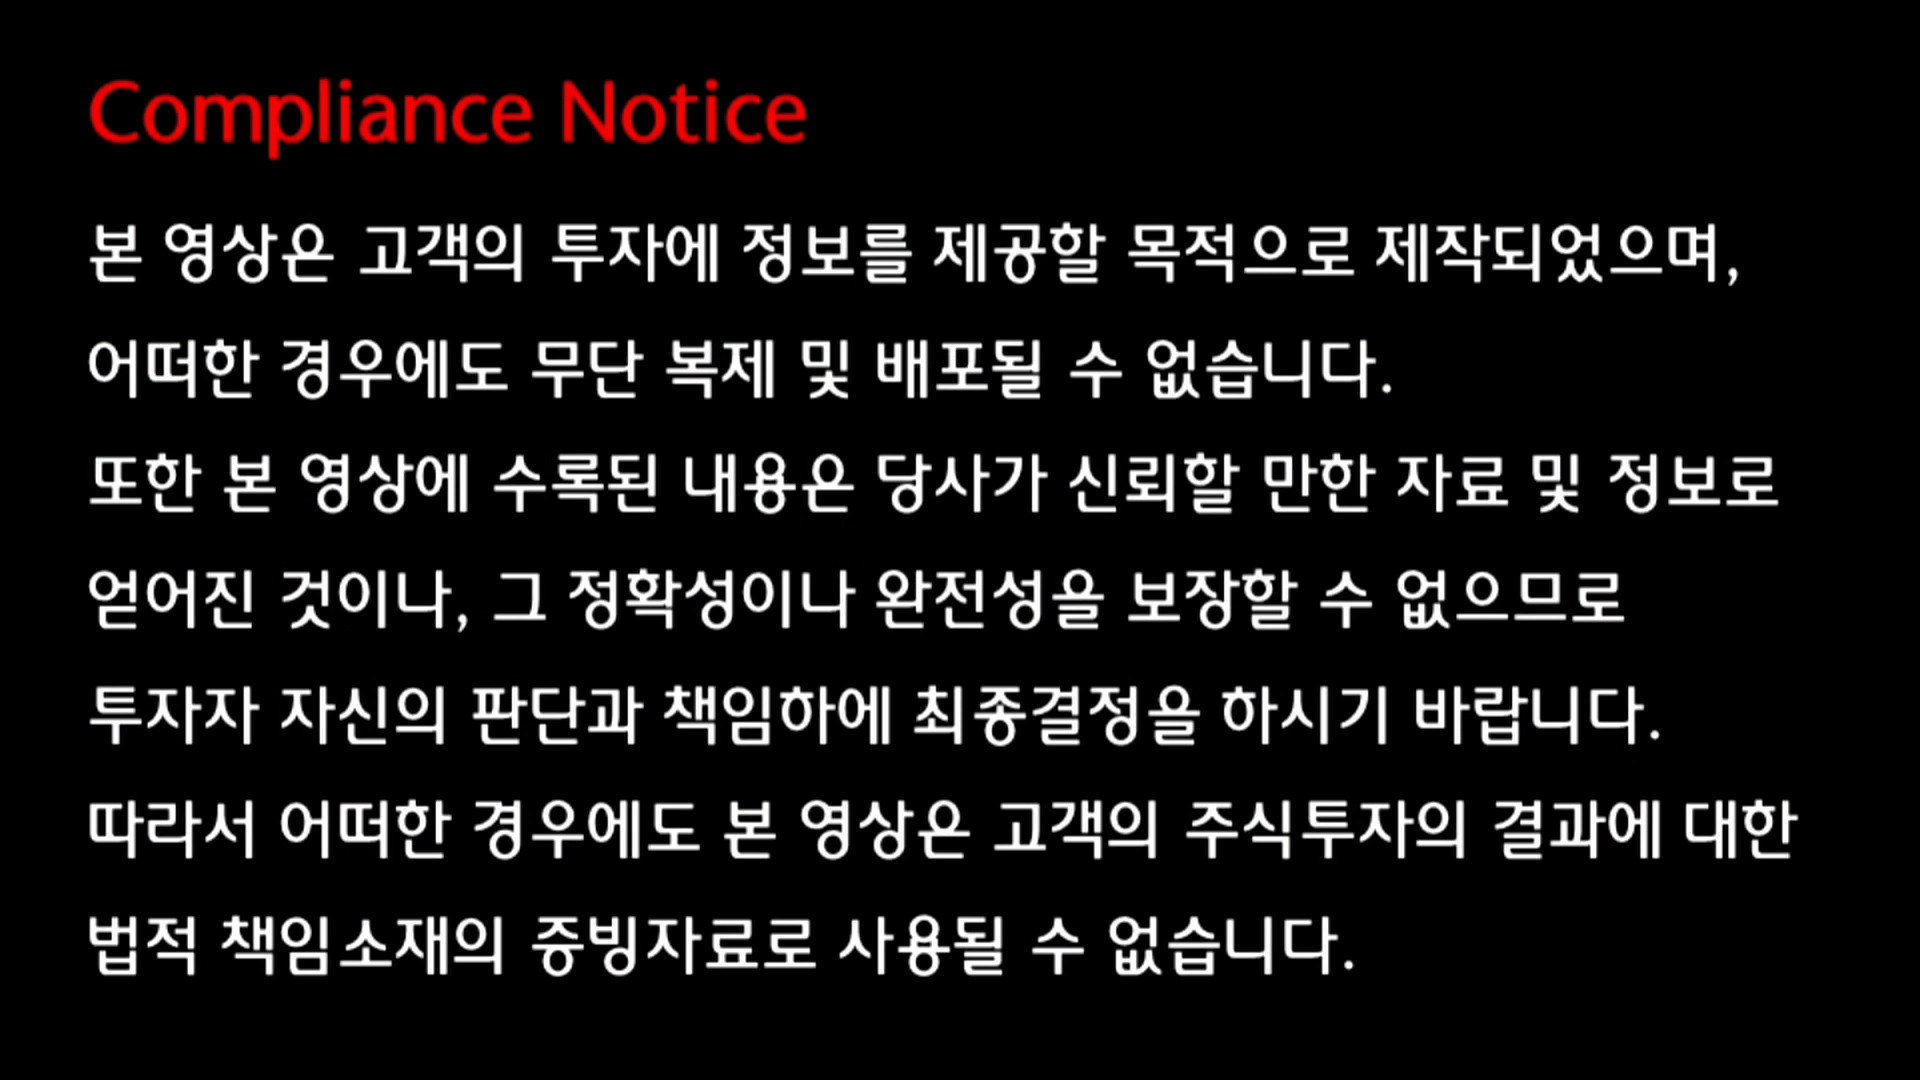 Compliance Notice
본 영상은 고객의 투자에 정보를 제공할 목적으로 제작되었으며,
어떠한 경우에도 무단 복제 및 배포될 수 없습니다.
또한 본 영상에 수록된 내용은 당사가 신뢰할 만한 자료 및 정보로
얻어진 것이나, 그 정확성이나 완전성을 보장할 수 없으므로
투자자 자신의 판단과 책임하에 최종결정을 하시기 바랍니다.
따라서 어떠한 경우에도 본 영상은 고객의 주식투자의 결과에 대한
법적 책임소재의 증빙자료로 사용될 수 없습니다.